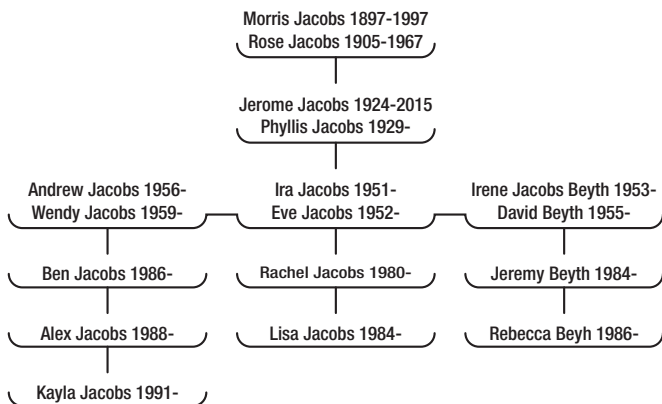 Morris Jacobs 1897-1997
Rose Jacobs 1905-1967
Jerome Jacobs 1924-2015
Phyllis Jacobs 1929-
Andrew Jacobs 1956-
Wendy Jacobs 1959-
Ira Jacobs 1951-
Eve Jacobs 1952-
Irene Jacobs Beyth 1953-
David Beyth 1955-
Ben Jacobs 1986-
Rachel Jacobs 1980-
Jeremy Beyth 1984-
Alex Jacobs 1988-
Lisa Jacobs 1984-
Rebecca Beyh 1986-
Kayla Jacobs 1991-